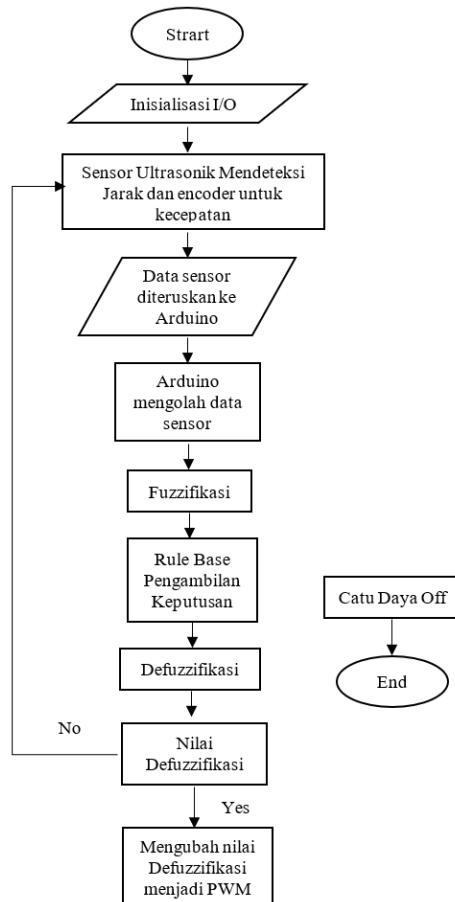 Strart
Inisialisasi I/O
Sensor Ultrasonik Mendeteksi
Jarak dan encoder untuk
kecepatan
Data sensor
diteruskan ke
Arduino
Arduino
mengolah data
sensor
Fuzzifikasi
Rule Base
Pengambilan
Keputusan
Defuzzifikasi
No
Nilai
Defuzzifikasi
Yes
Mengubah nilai
Defuzzifikasi
menjadi PWM
Catu Daya Off
End